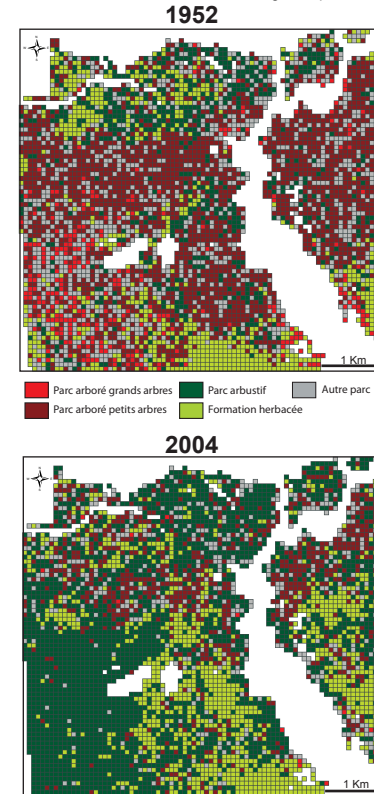 1952
1 Km
Parc arboré grands arbres Parc arbustif Autre parc
Parc arboré petits arbres Formation herbacée
2004
1 Km